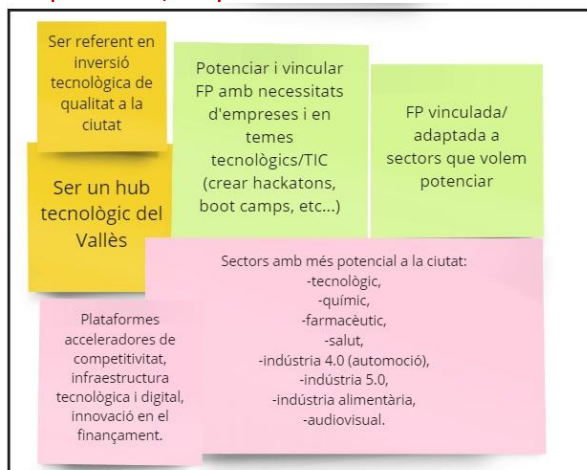 Ser referent en
inversió
tecnològica de
qualitat a la
ciutat
Potenciar i vincular
FP amb necessitats
d'empreses i en
temes
tecnològics/TIC
(crear hackatons,
boot camps, etc...)
FP vinculada/
adaptada a
sectors que volem
potenciar
Ser un hub
tecnològic del
Vallès
Sectors amb més potencial a la ciutat:
-tecnològic,
-químic,
-farmacèutic,
-salut,
-indústria 4.0 (automoció),
-indústria 5.0,
-indústria alimentària,
-audiovisual.
Plataformes
acceleradores de
competitivitat,
infraestructura
tecnològica i digital,
innovació en el
finançament.